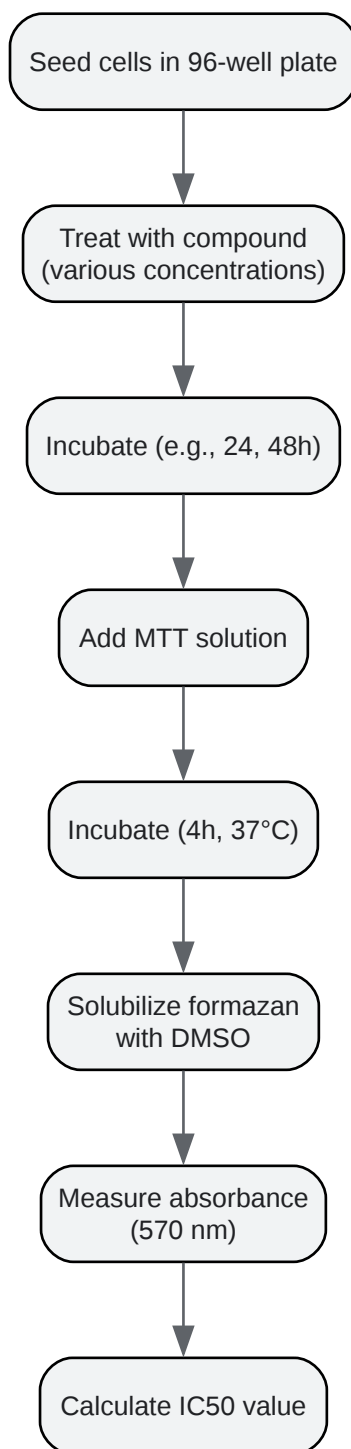 Seed cells in 96-well plate
Treat with compound
(various concentrations)
Incubate (e.g., 24, 48h)
Add MTT solution
Incubate (4h, 37°C)
Solubilize formazan
with DMSO
Measure absorbance
(570 nm)
Calculate IC50 value